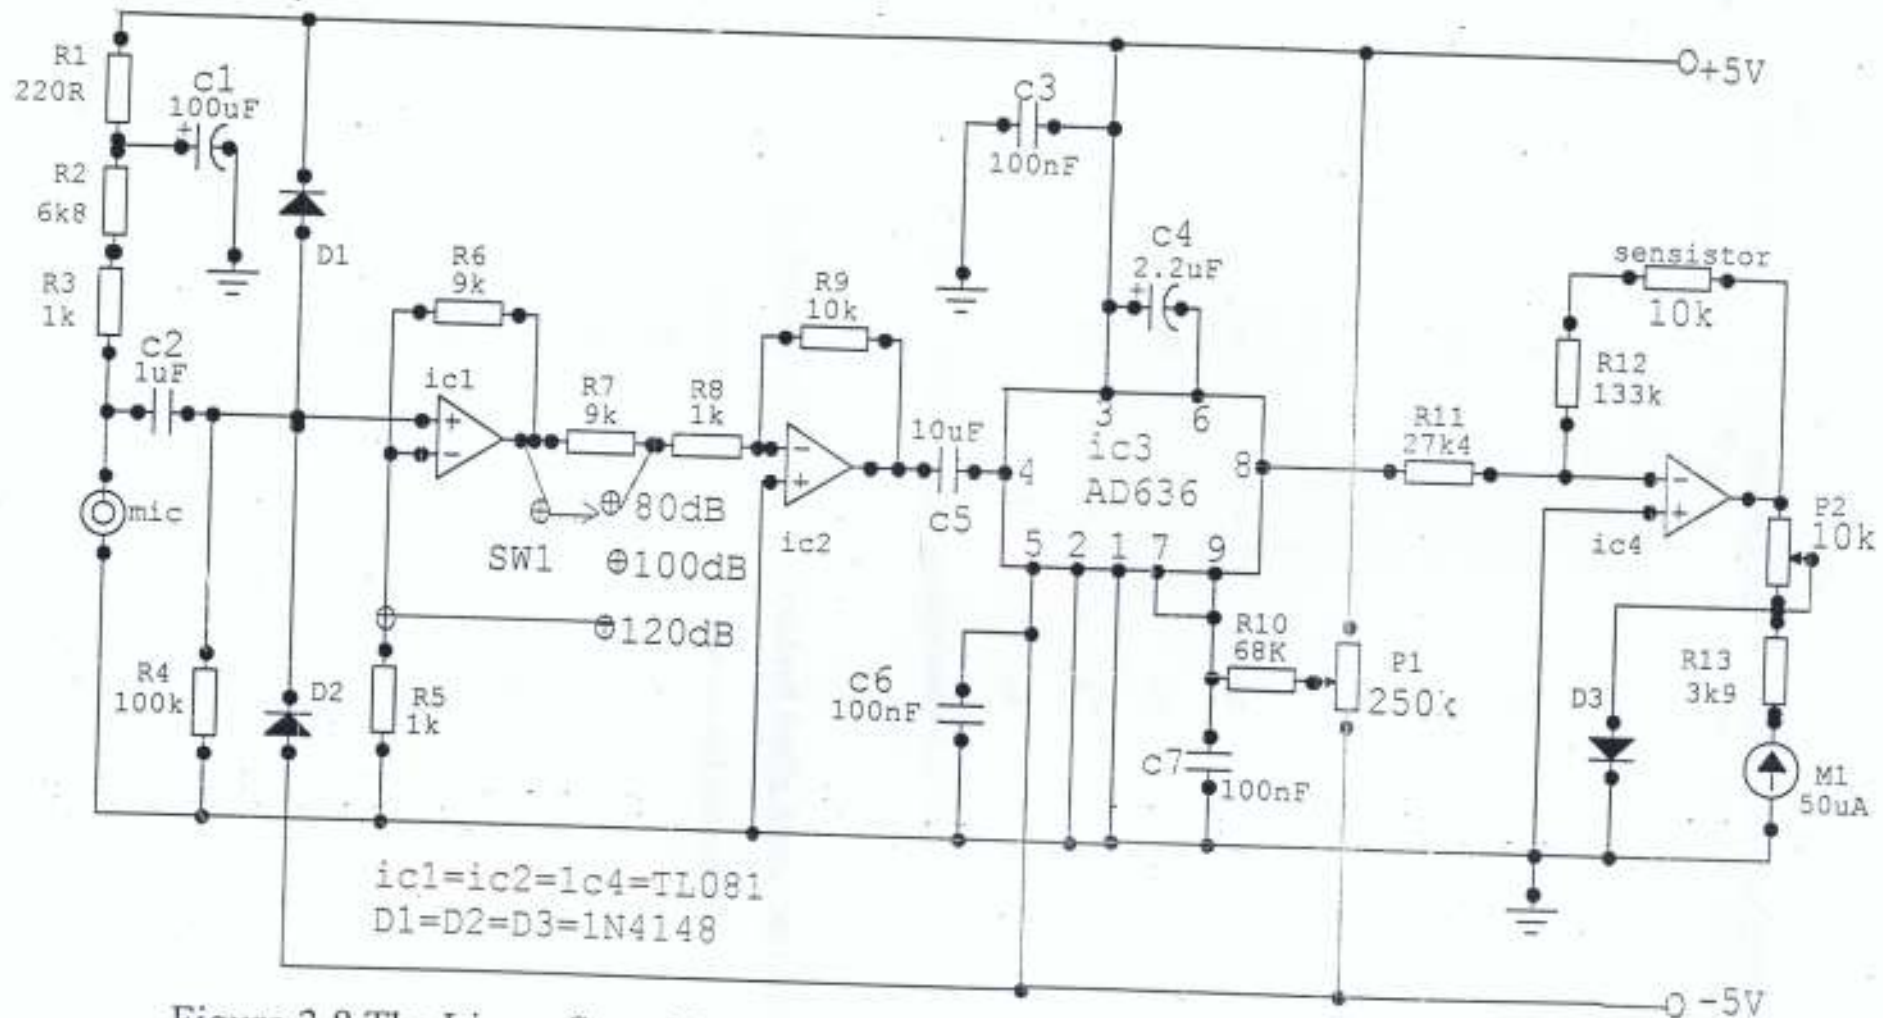 R1
220R
c1
100uF
+
R2
6k8
R3
1k
c2
1uF
D1
mic
R4
100k
D2
R5
1k
R6
9k
ic1
+
-
R7
9k
R8
1k
SW1
80dB
100dB
120dB
R9
10k
-
+
ic2
10uF
c5
c3
100nF
c4
2.2uF
+
3
6
ic3
AD636
4
8
5 2 1 7 9
c6
100nF
R10
68K
c7
100nF
P1
250k
+5V
sensistor
10k
R12
133k
R11
27k4
-
+
ic4
P2
10k
R13
3k9
D3
M1
50uA
ic1=ic2=1c4=TL081
D1=D2=D3=1N4148
-5V